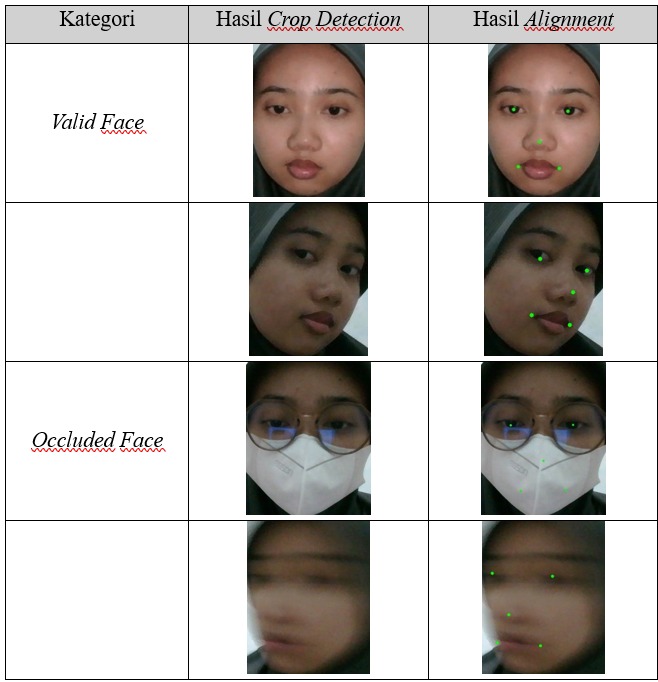 Kategori
Hasil Crop Detection
Hasil Alignment
Valid Face
Occluded Face